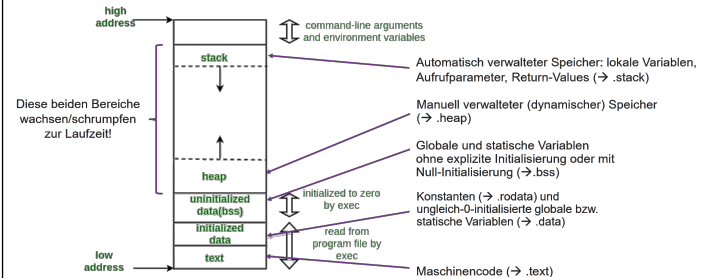 high
address
command-line arguments
and environment variables
stack
Automatisch verwalteter Speicher: lokale Variablen,
Aufrufparameter, Return-Values (→ .stack)
Diese beiden Bereiche
wachsen/schrumpfen
zur Laufzeit!
Manuell verwalteter (dynamischer) Speicher
(→ .heap)
Globale und statische Variablen
ohne explizite Initialisierung oder mit
Null-Initialisierung (→.bss)
heap
uninitialized
data(bss)
initialized to zero
by exec
Konstanten (→ .rodata) und
ungleich-0-initialisierte globale bzw.
statische Variablen (→ .data)
initialized
data
read from
program file by
exec
low
address
text
Maschinencode (→ .text)